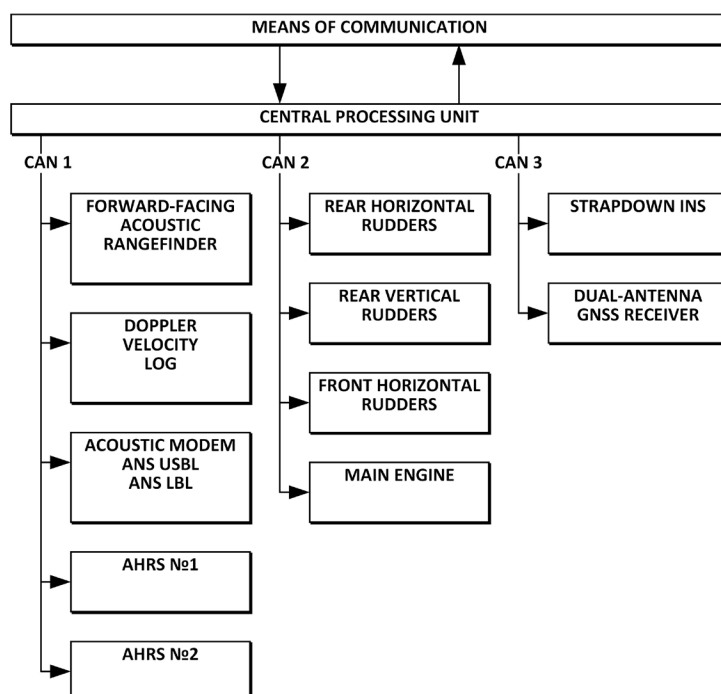 MEANS OF COMMUNICATION
CENTRAL PROCESSING UNIT
CAN 1
CAN 2
CAN 3
FORWARD-FACING
ACOUSTIC
RANGEFINDER
DOPPLER
VELOCITY
LOG
ACOUSTIC MODEM
ANS USBL
ANS LBL
AHRS №1
AHRS №2
REAR HORIZONTAL
RUDDERS
REAR VERTICAL
RUDDERS
FRONT HORIZONTAL
RUDDERS
MAIN ENGINE
STRAPDOWN INS
DUAL-ANTENNA
GNSS RECEIVER